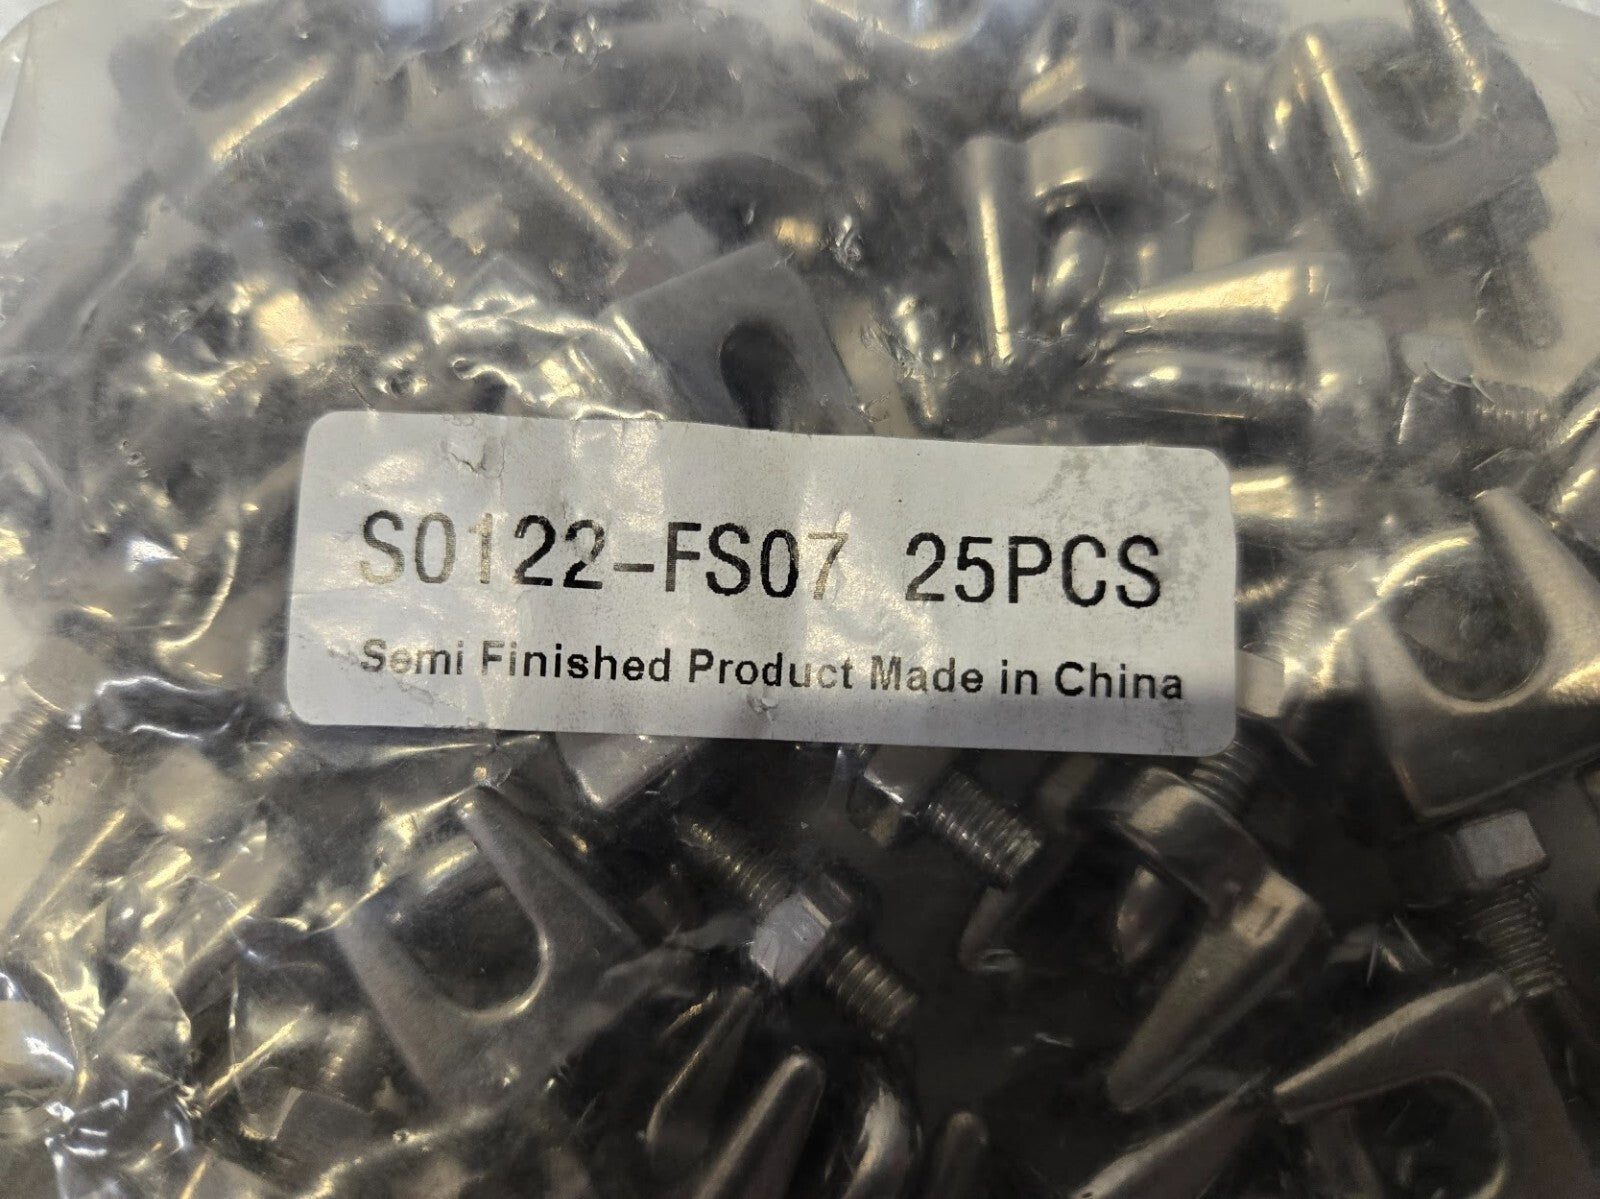 S0122-FS07 25PCS
Semi Finished Product Made in China